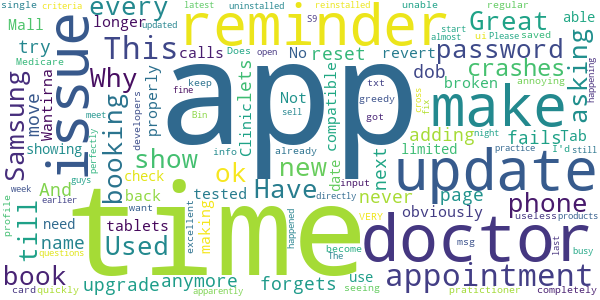 single criteria uninstalled updated latest reinstalled unable regular
Mall longer every reminder S9 ui almost start Great able
try This calls No reset Please saved open password asking
Samsung issue Why move Wantirna Does revert dob crashes annoying happening
properly Cliniclets Not compatible txt greedy make broken
showing booking developers keep fine Bin sell app got adding night fix gross fails Tab I'd still
perfectly meet info already show new date next limited practice
And ok Have update page never obviously
guys check tested back time input directly VERY phone
week earlier till need want excellent making happened become useless products
profile name Used tablets The doctor msg last busy
book questions anymore forgets use seeing appointment
card quickly upgrade apparently pratictioner completely